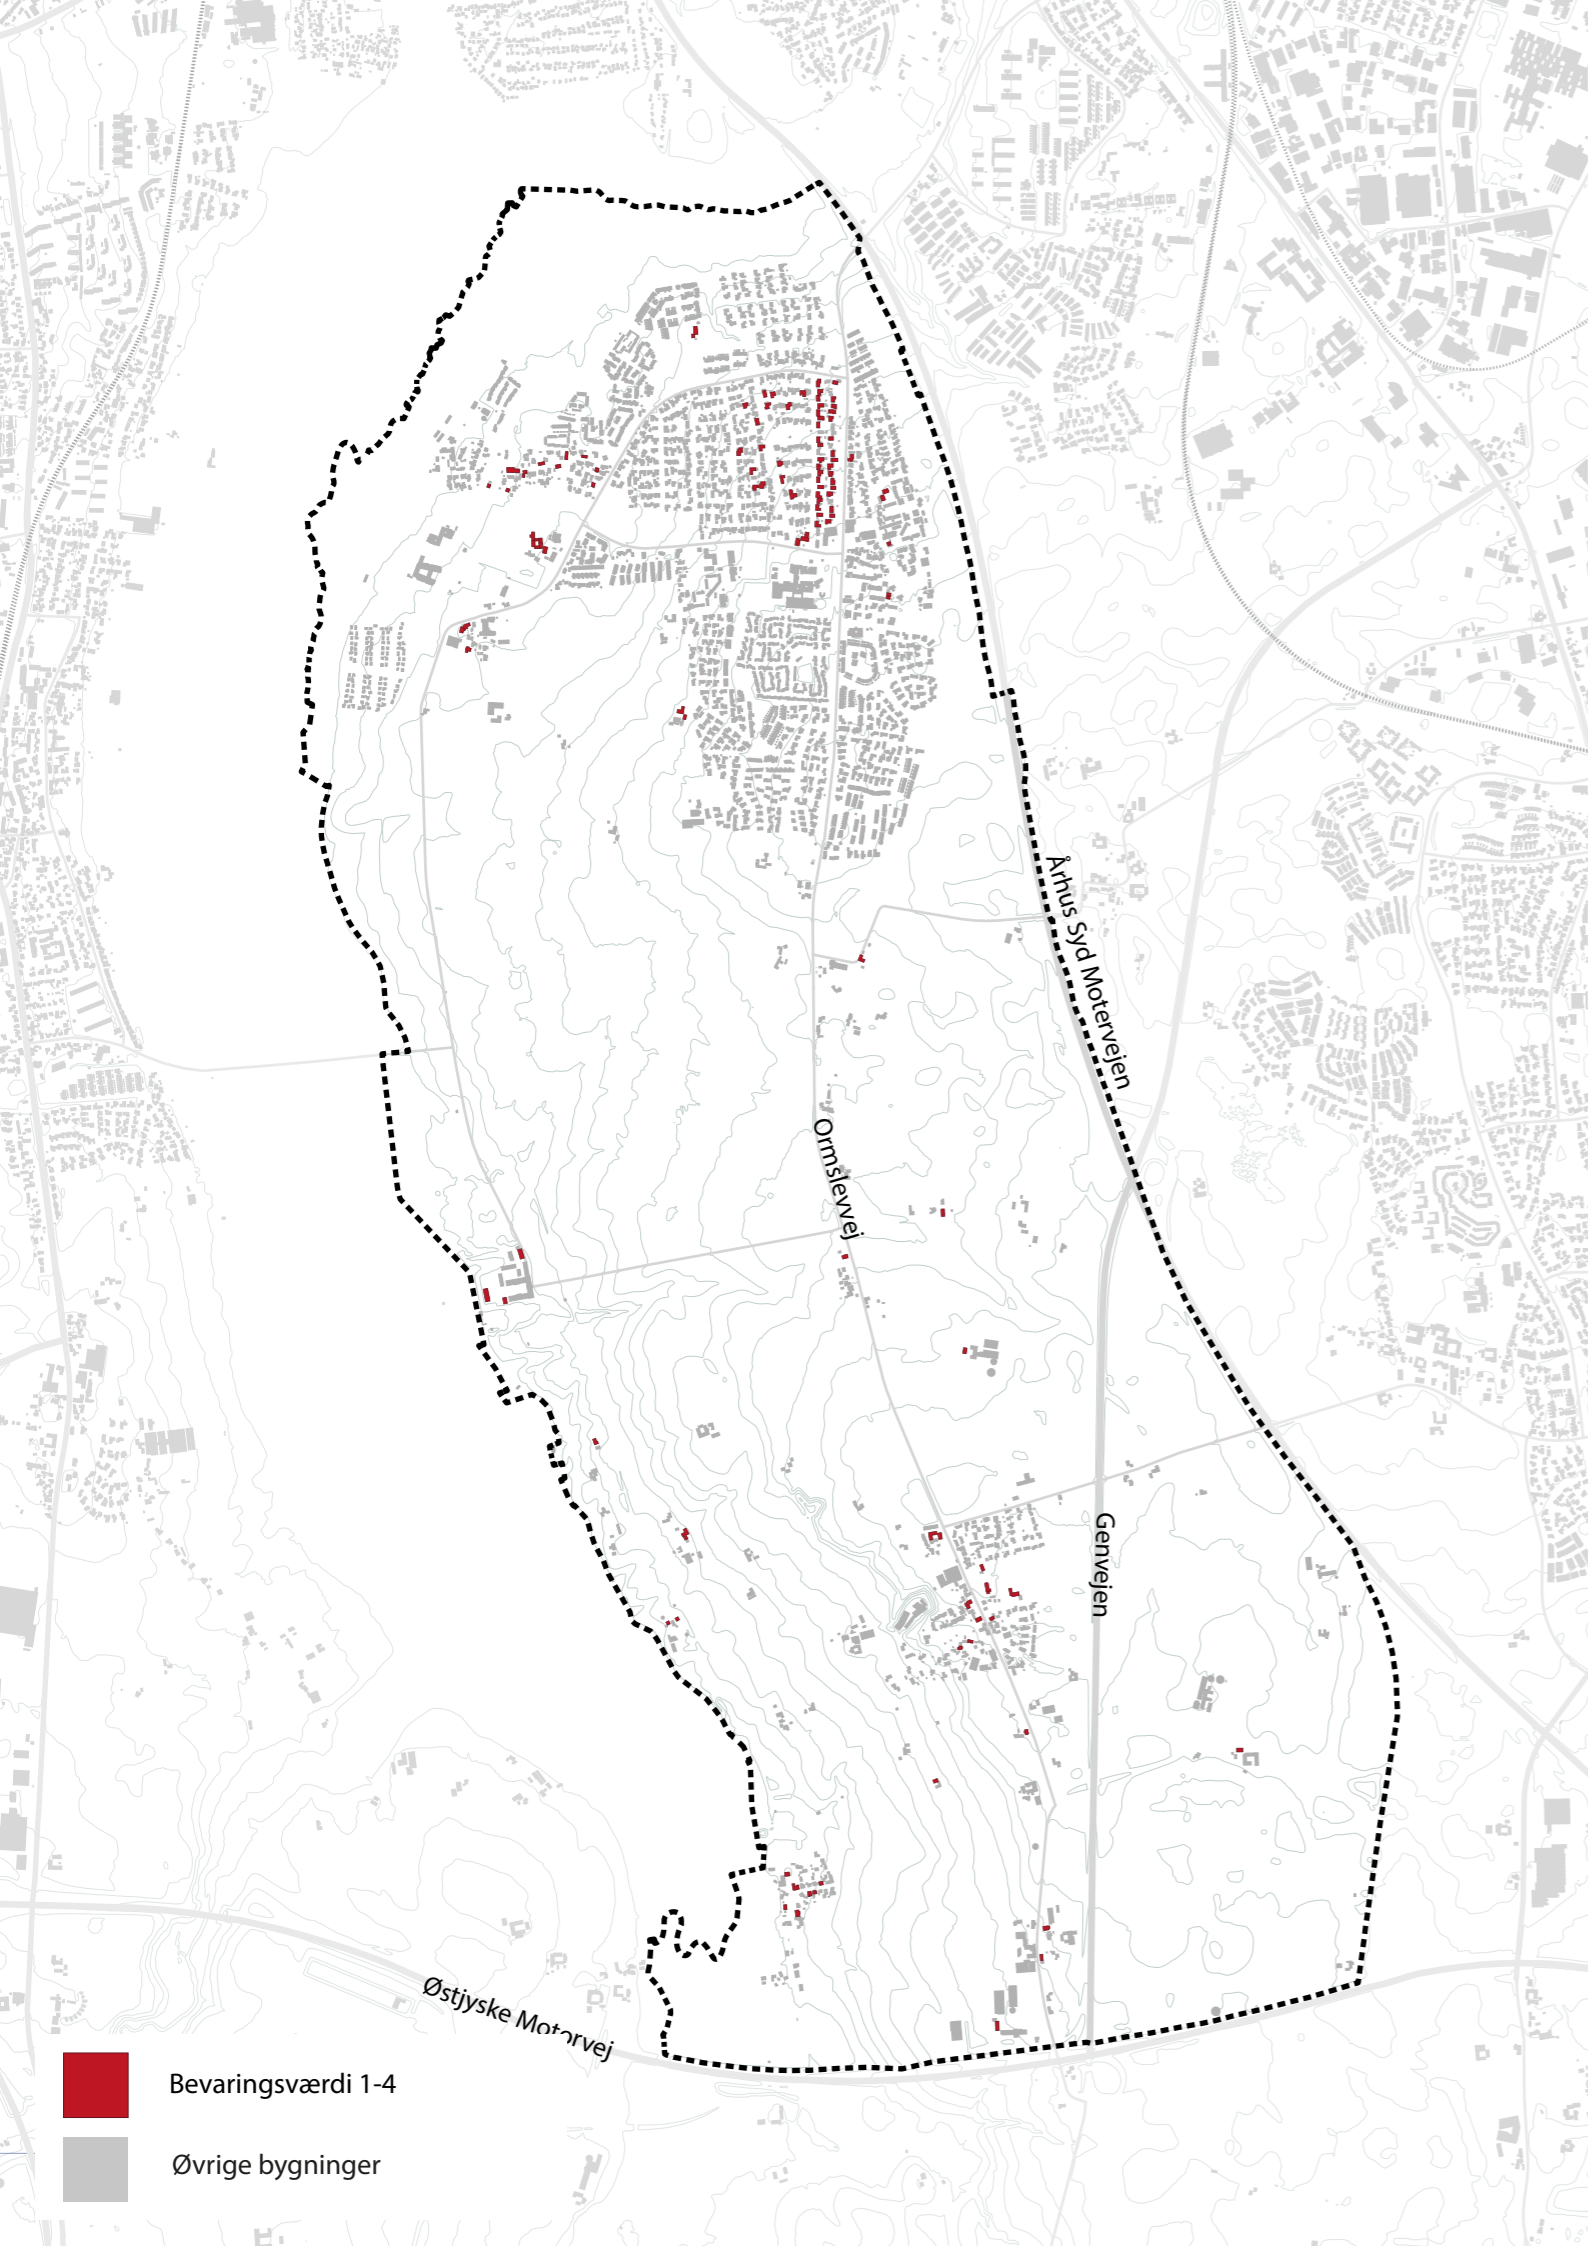 Århus Syd Motervejen
Ormslevvej
Genvejen
Østjyske Motorvej
Bevaringsværdi 1-4
Øvrige bygninger